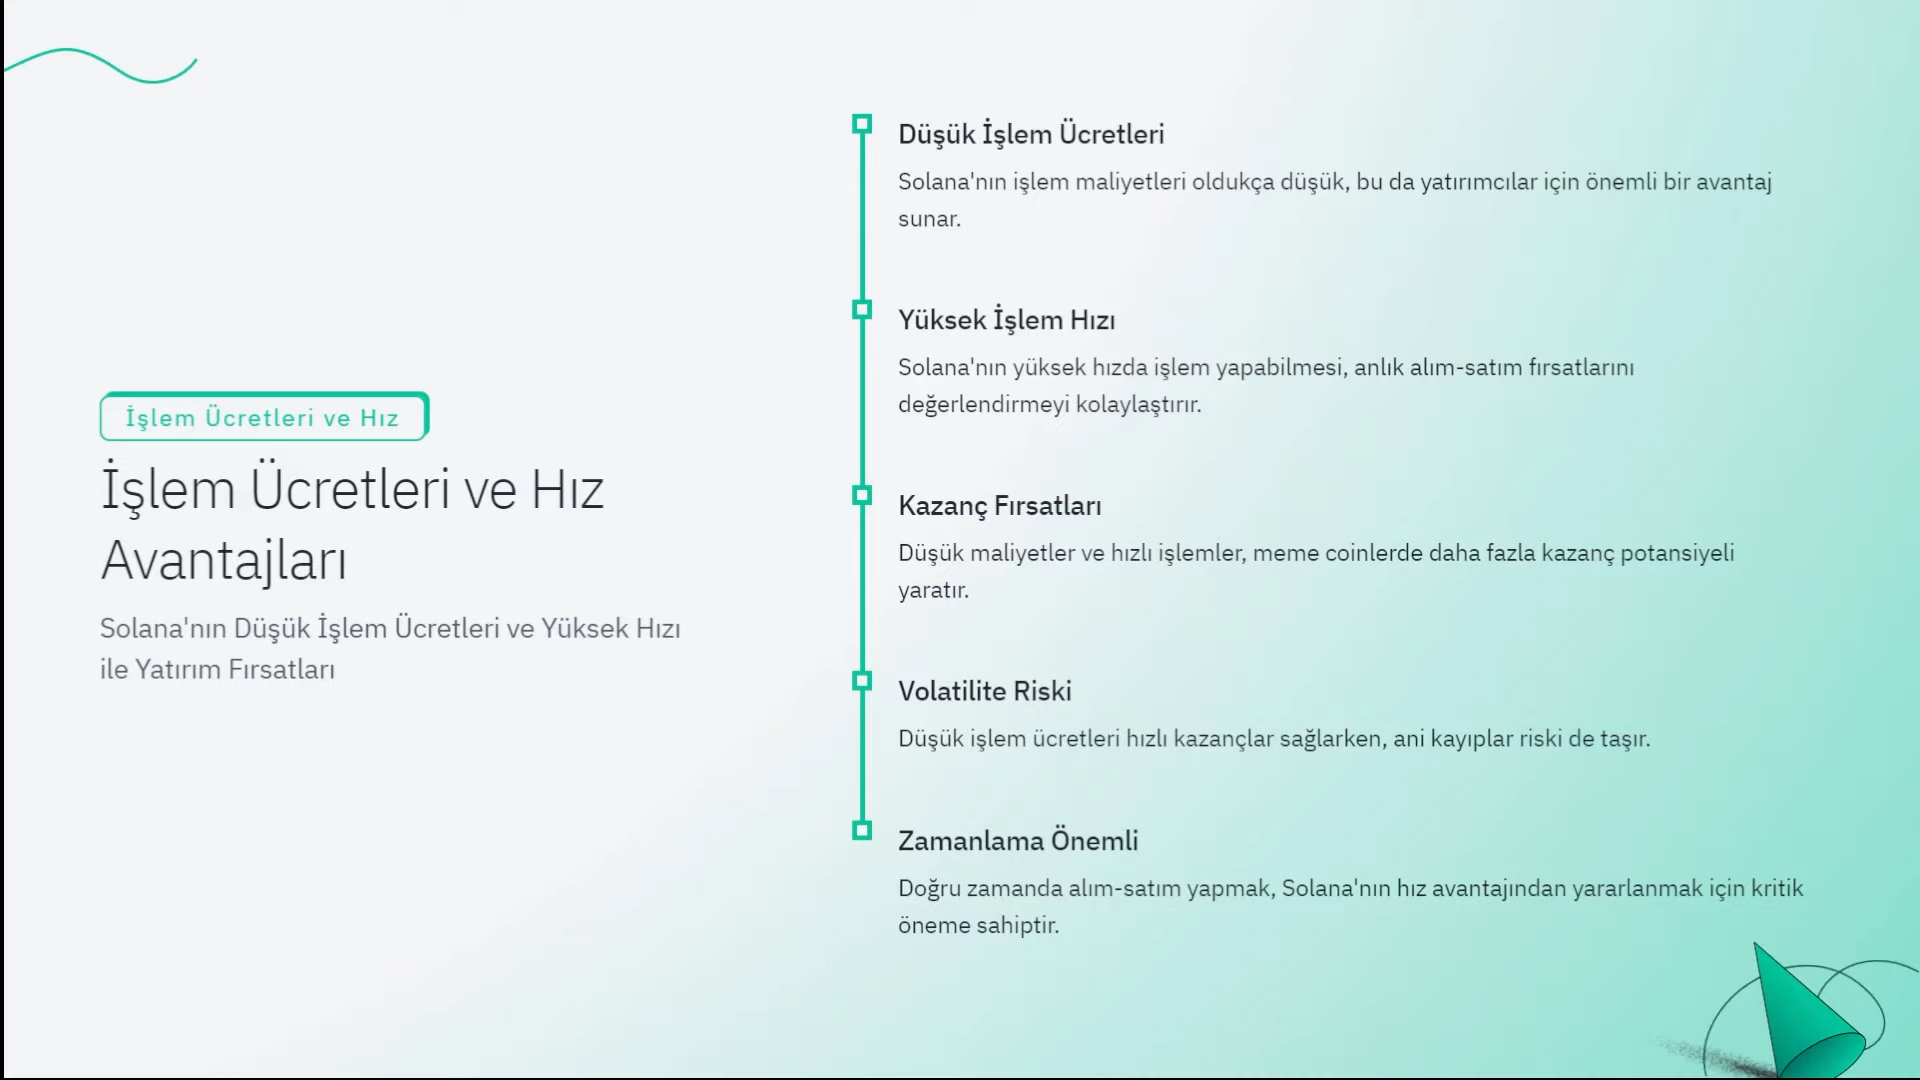 İşlem Ücretleri ve Hız
İşlem Ücretleri ve Hız
Avantajları
Solana'nın Düşük İşlem Ücretleri ve Yüksek Hızı
ile Yatırım Fırsatları
Düşük İşlem Ücretleri
Solana'nın işlem maliyetleri oldukça düşük, bu da yatırımcılar için önemli bir avantaj
sunar.
Yüksek İşlem Hızı
Solana'nın yüksek hızda işlem yapabilmesi, anlık alım-satım fırsatlarını
değerlendirmeyi kolaylaştırır.
Kazanç Fırsatları
Düşük maliyetler ve hızlı işlemler, meme coinlerde daha fazla kazanç potansiyeli
yaratır.
Volatilite Riski
Düşük işlem ücretleri hızlı kazançlar sağlarken, ani kayıplar riski de taşır.
Zamanlama Önemli
Doğru zamanda alım-satım yapmak, Solana'nın hız avantajından yararlanmak için kritik
öneme sahiptir.